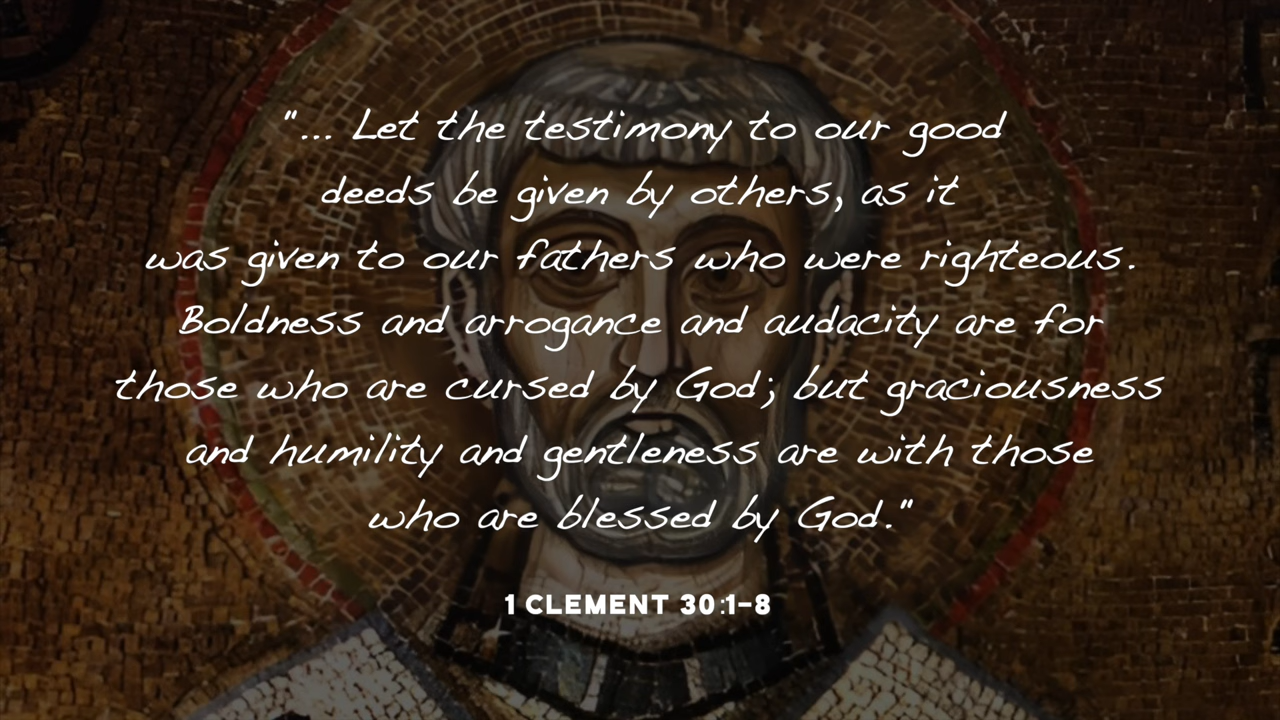 "... Let the testimony to our good
deeds be given by others, as it
was given to our fathers who were righteous.
Boldness and arrogance and audacity are for
those who are cursed by God; but graciousness
and humility and gentleness are with those
who are blessed by God."
1 CLEMENT 30:1-8